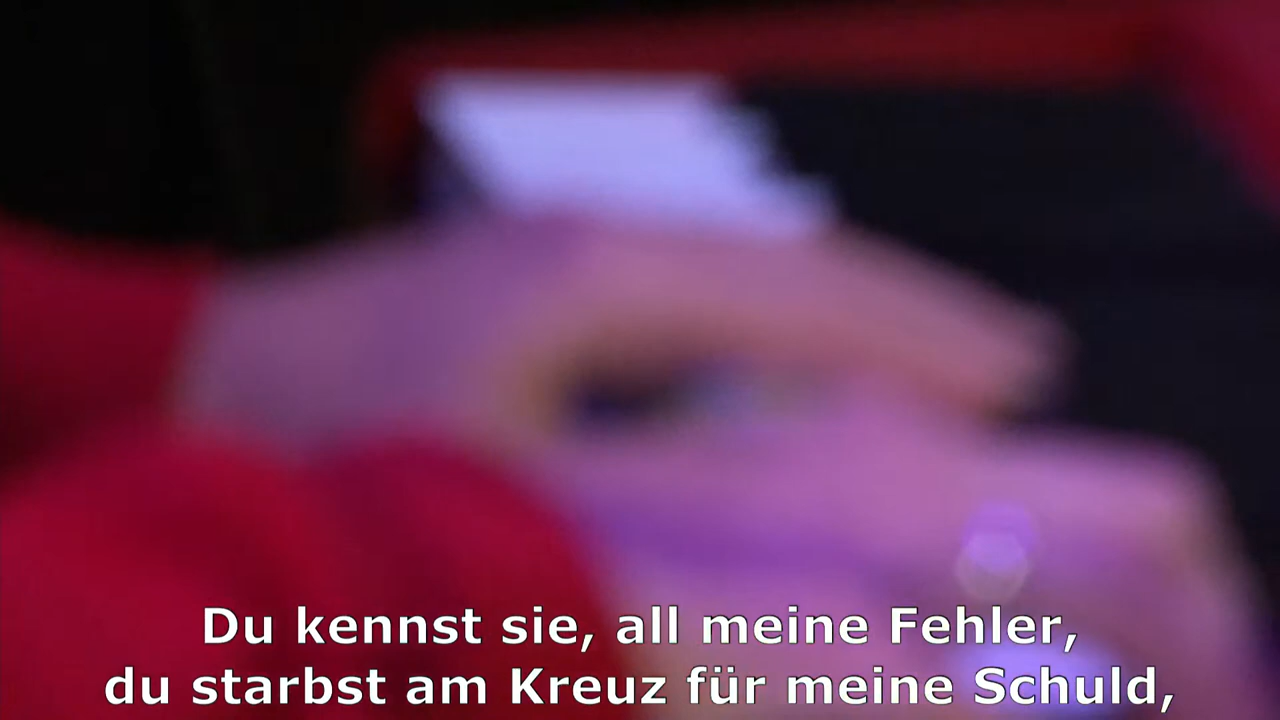 Du kennst sie, all meine Fehler,
du starbst am Kreuz für meine Schuld,